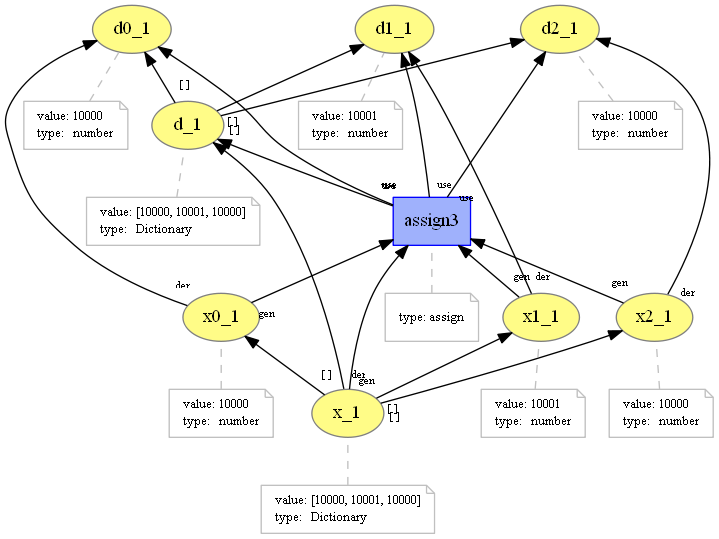 d0_1
d1_1
d2_1
[]
value: 10000
type: number
d_1
[]
[]
value: 10001
type: number
value: 10000
type: number
use
use
use
value: [10000, 10001, 10000]
type: Dictionary
assign3
der
gen
gen
der
gen
der
x0_1
type: assign
x1_1
x2_1
[]
der
gen
value: 10000
type: number
x_1
[]
[]
value: 10001
type: number
value: 10000
type: number
value: [10000, 10001, 10000]
type: Dictionary